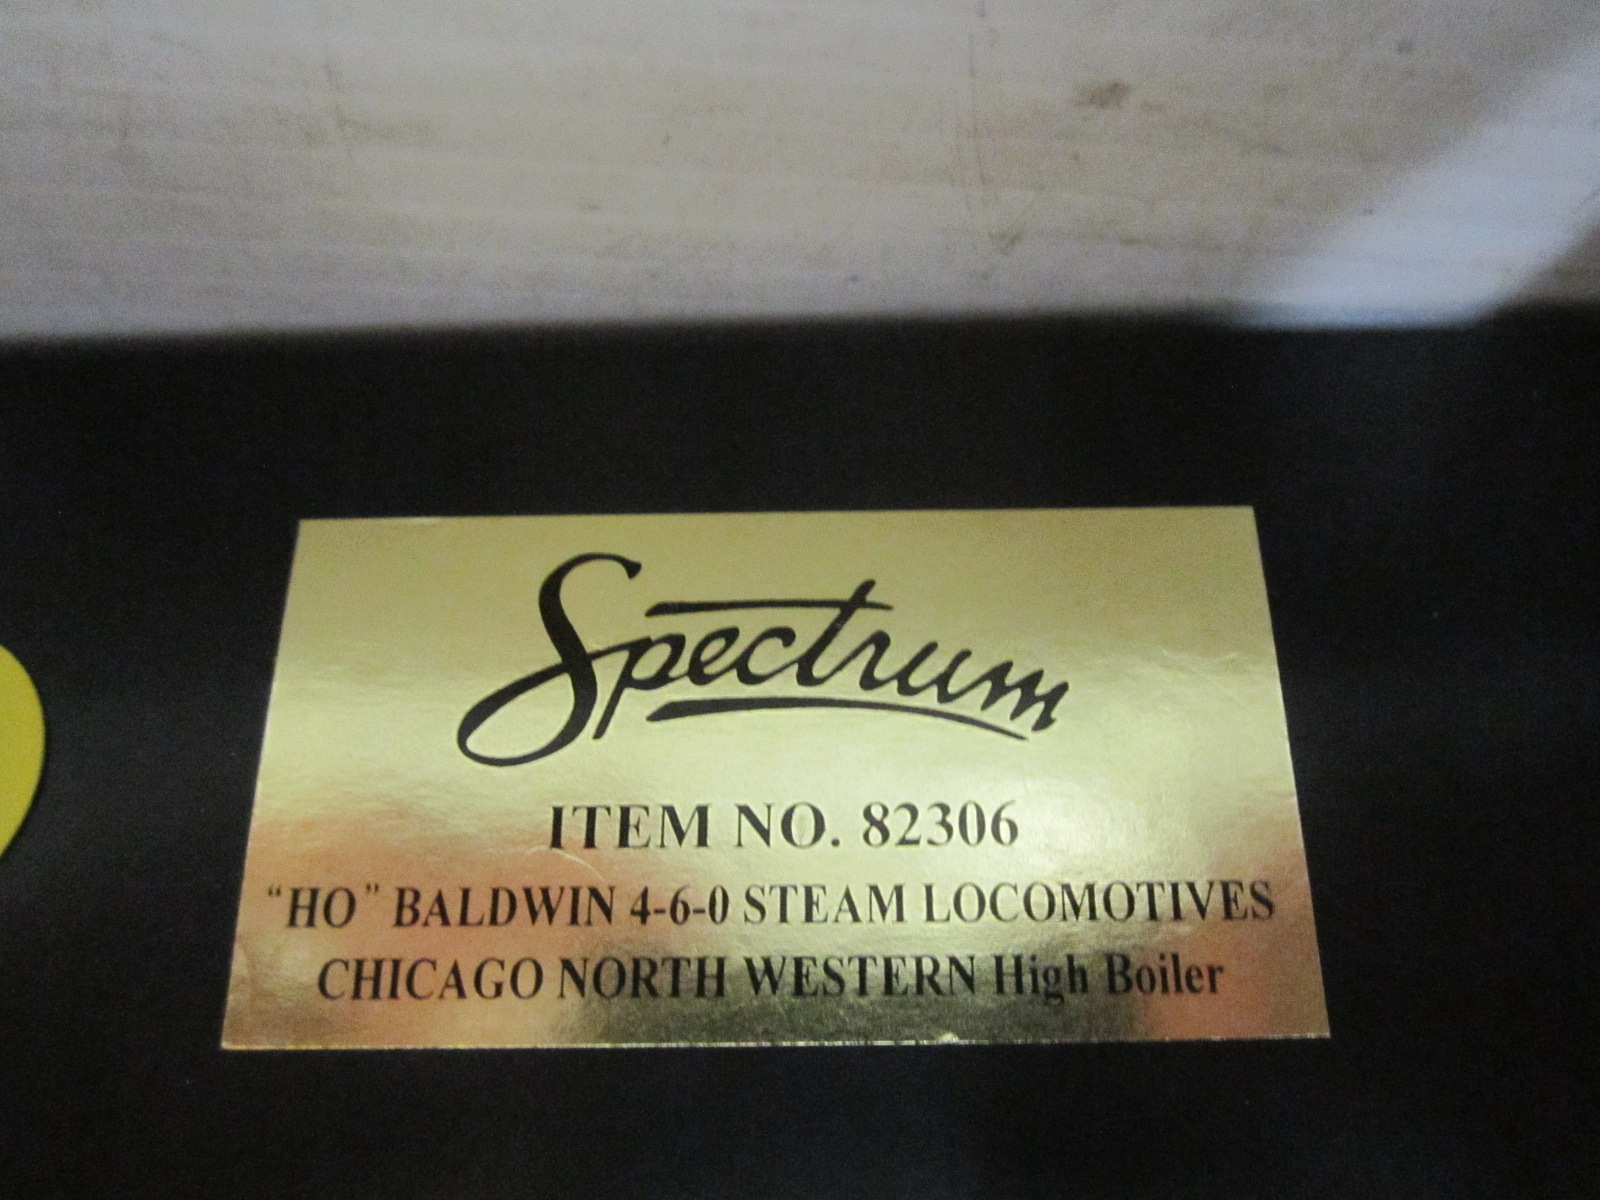 Spectrum
ITEM NO. 82306
"HO" BALDWIN 4-6-0 STEAM LOCOMOTIVES
CHICAGO NORTH WESTERN High Boiler